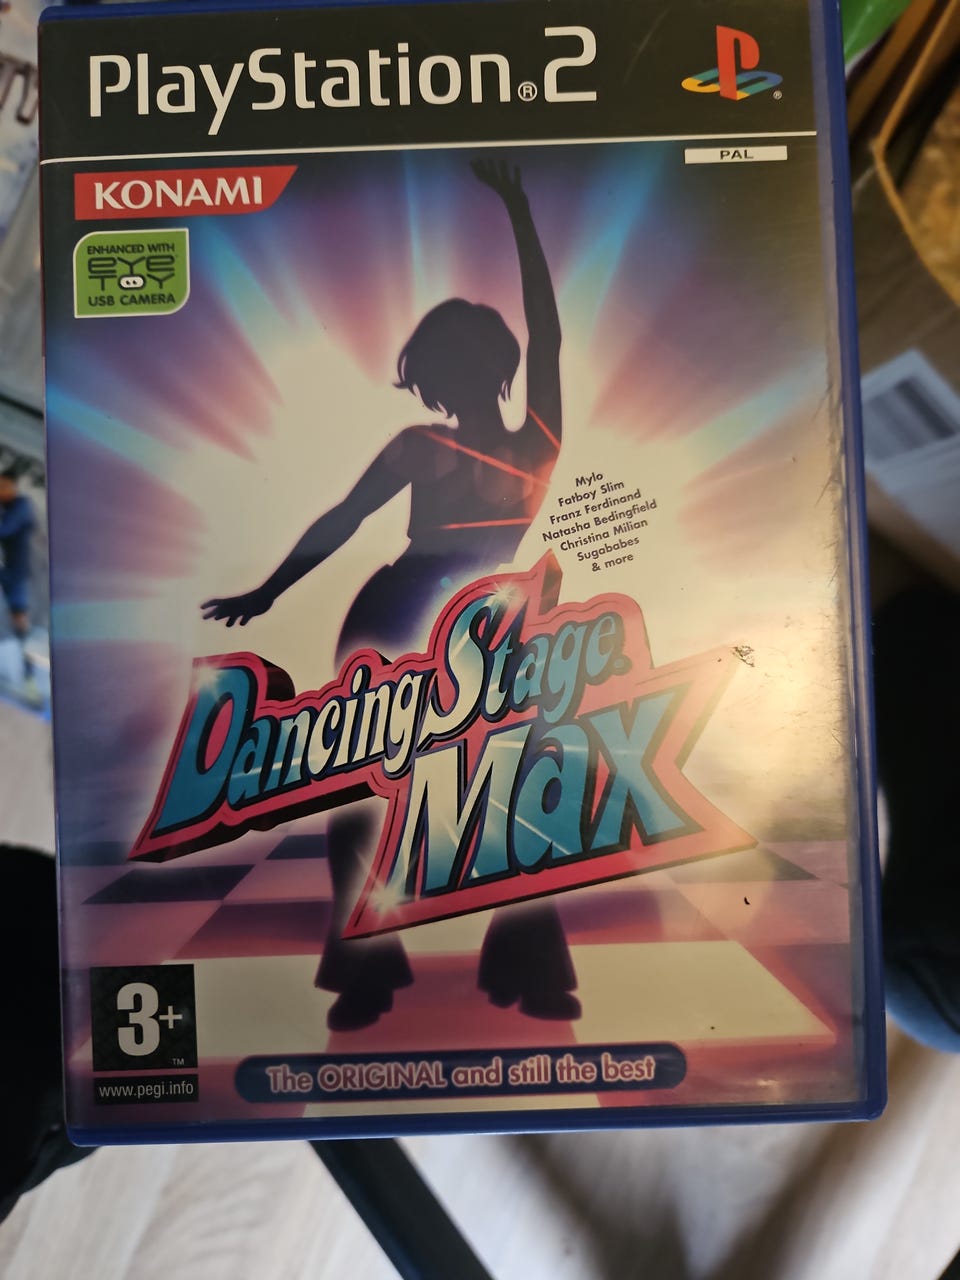 PlayStation®2
PAL
KONAMI
ENHANCED WITH
EYE
TOY
USB CAMERA
Mylo
Fatboy Slim
Franz Ferdinand
Natasha Bedingfield
Christina Milian
Sugababes
& more
Dancing Stage
Max
3+
TM
www.pegi.info
The ORIGINAL and still the best